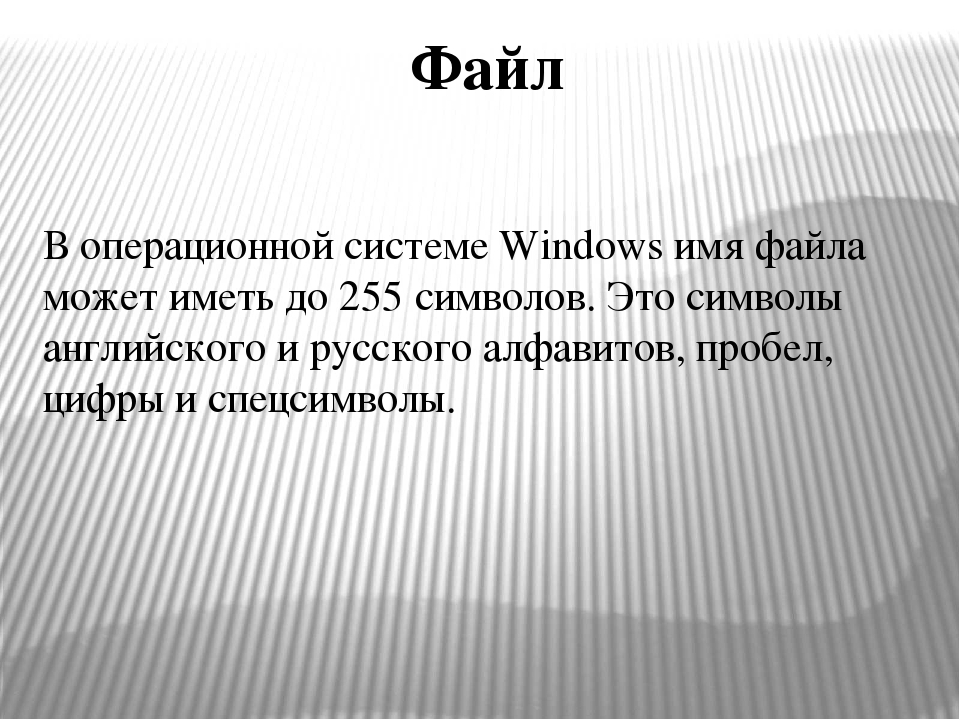 Файл
В операционной системе Windows имя файла
может иметь до 255 символов. Это символы
английского и русского алфавитов, пробел,
цифры и спецсимволы.